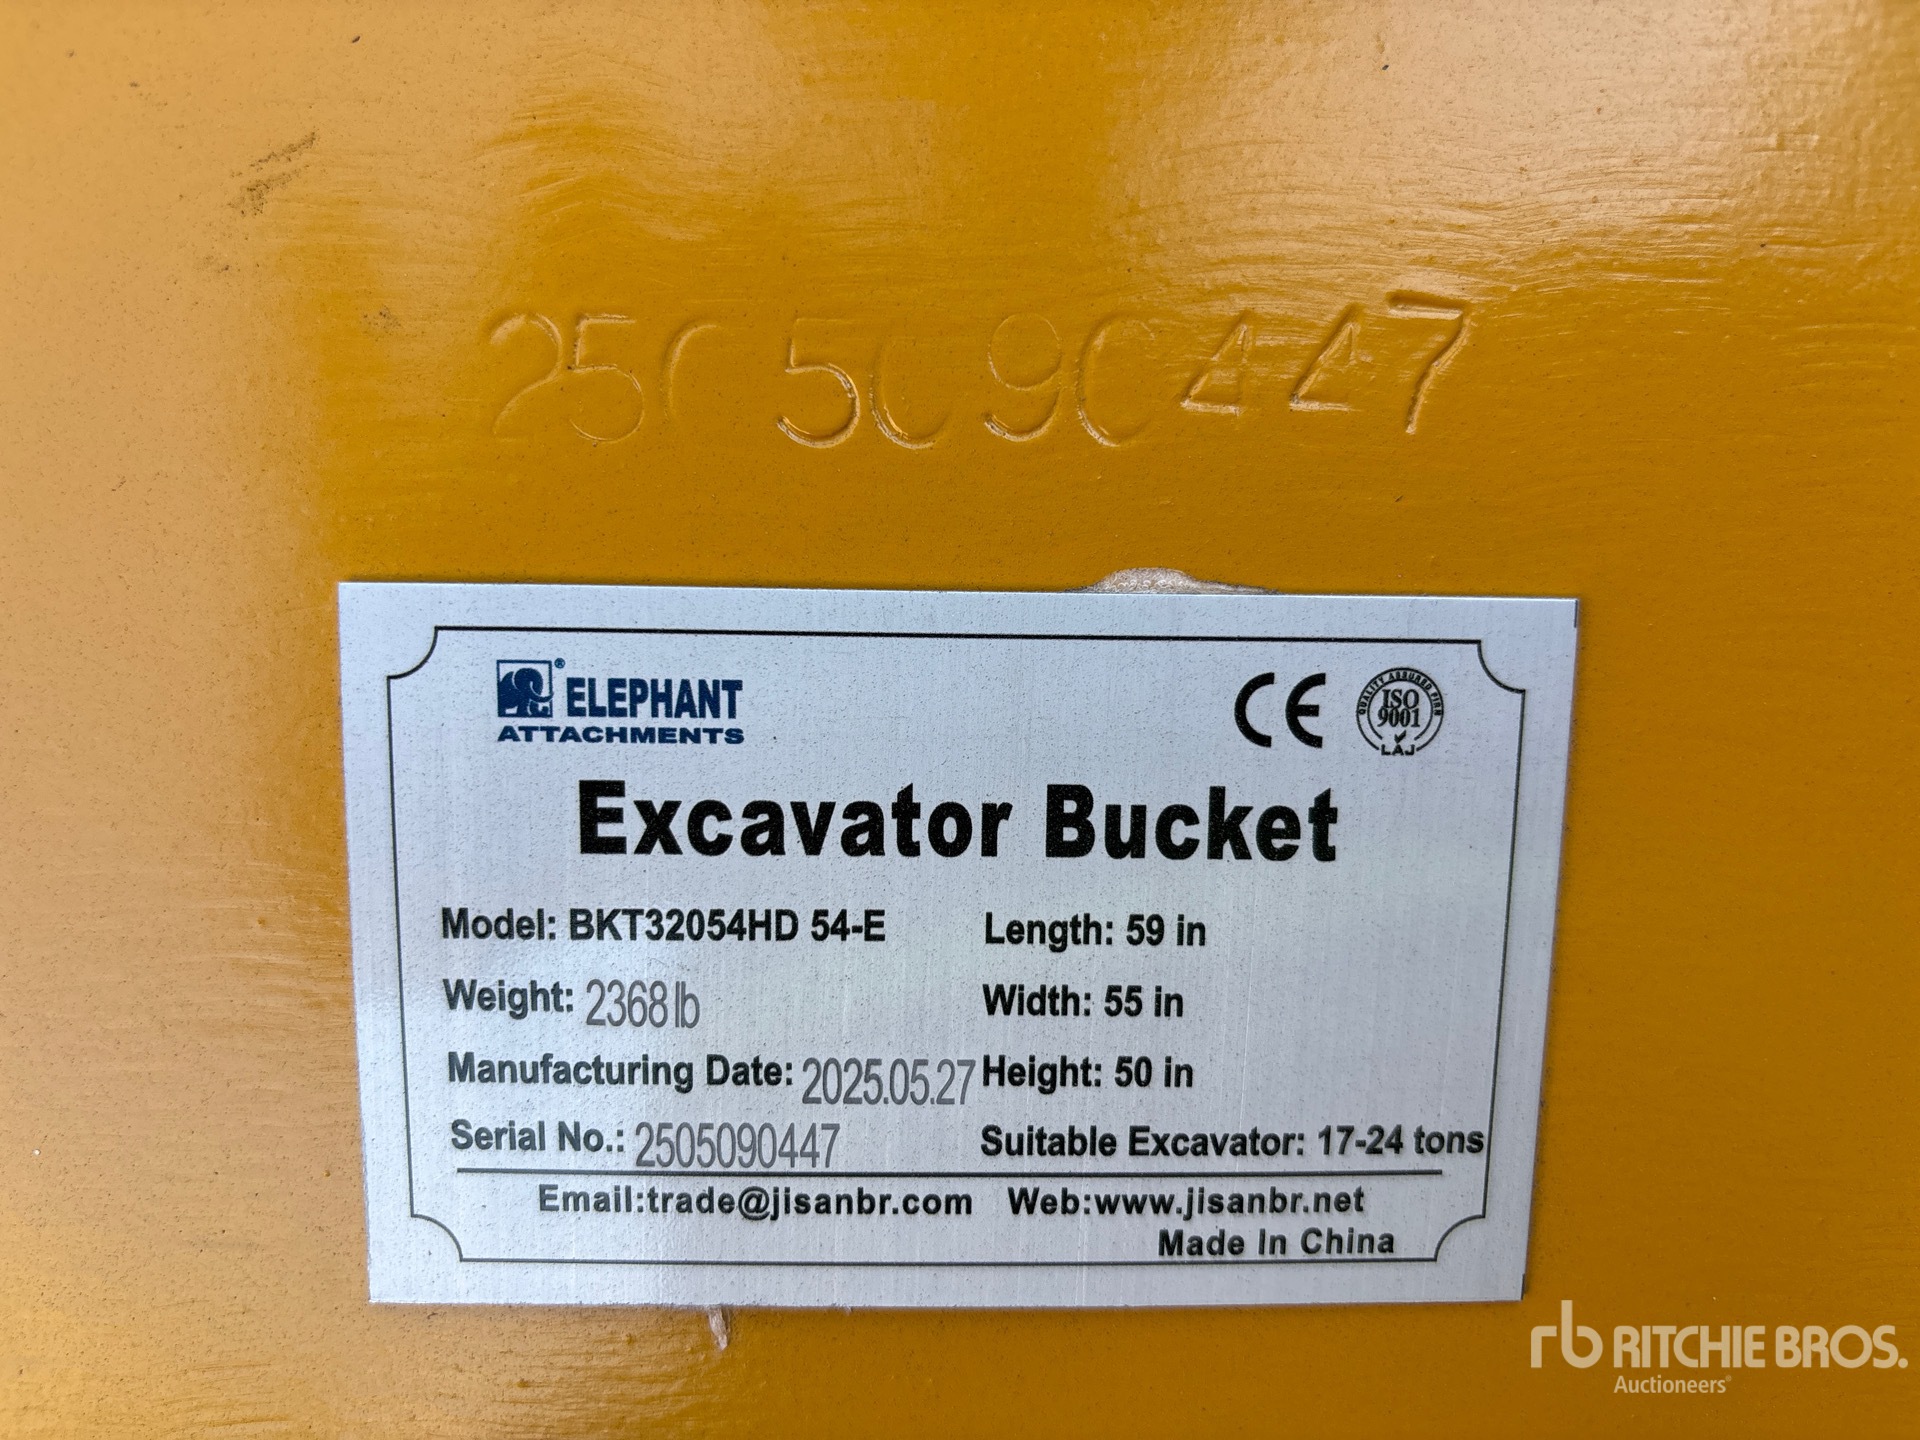 2505090447
ELEPHANT®
ATTACHMENTS
CE
QUALITY ASSURED FIRM
ISO
9001
LAJ
Excavator Bucket
Model: BKT32054HD 54-E
Length: 59 in
Weight: 2368lb
Width: 55 in
Manufacturing Date: 2025.05.27
Height: 50 in
Serial No.: 2505090447
Suitable Excavator: 17-24 tons
Email:trade@jisanbr.com Web:www.jisanbr.net
Made In China
rb RITCHIE BROS.
Auctioneers